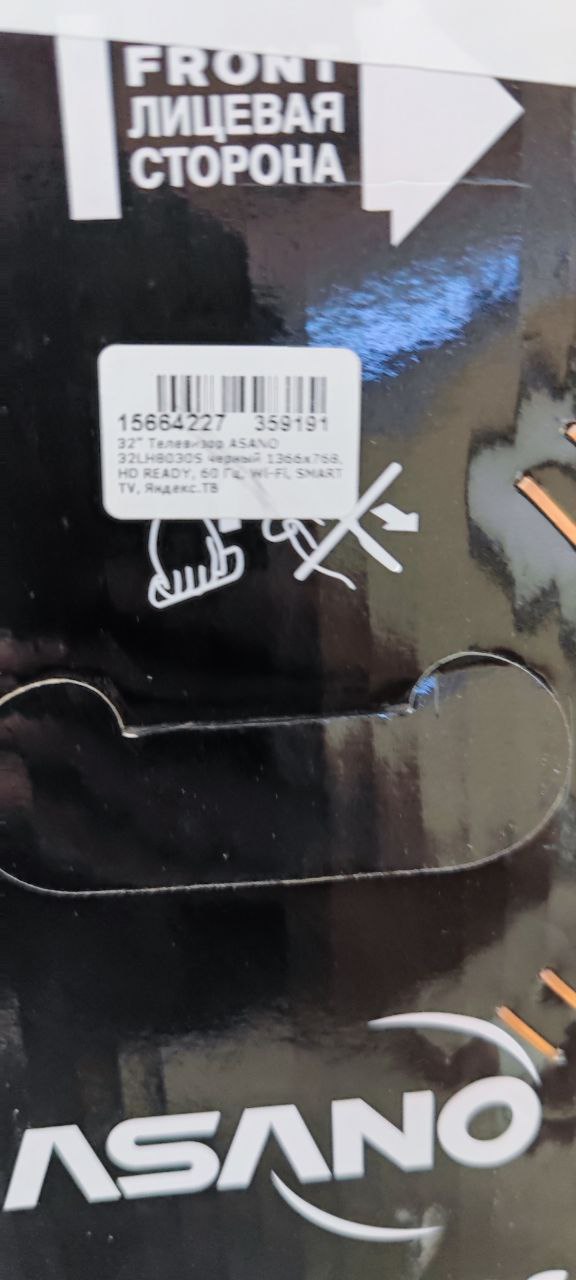 FRONT
ЛИЦЕВАЯ
СТОРОНА
15664227 359191
32" Телевизор ASANO
32LH8030S черный 1366x768,
HD READY, 60 Гц, Wi-Fi, SMART
TV, Яндекс.ТВ
ASANO